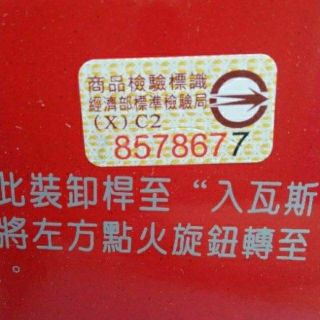 商品檢驗標識
經濟部標準檢驗局
(X) C2
8578677
此裝卸桿至“入瓦斯
將左方點火旋鈕轉至
。